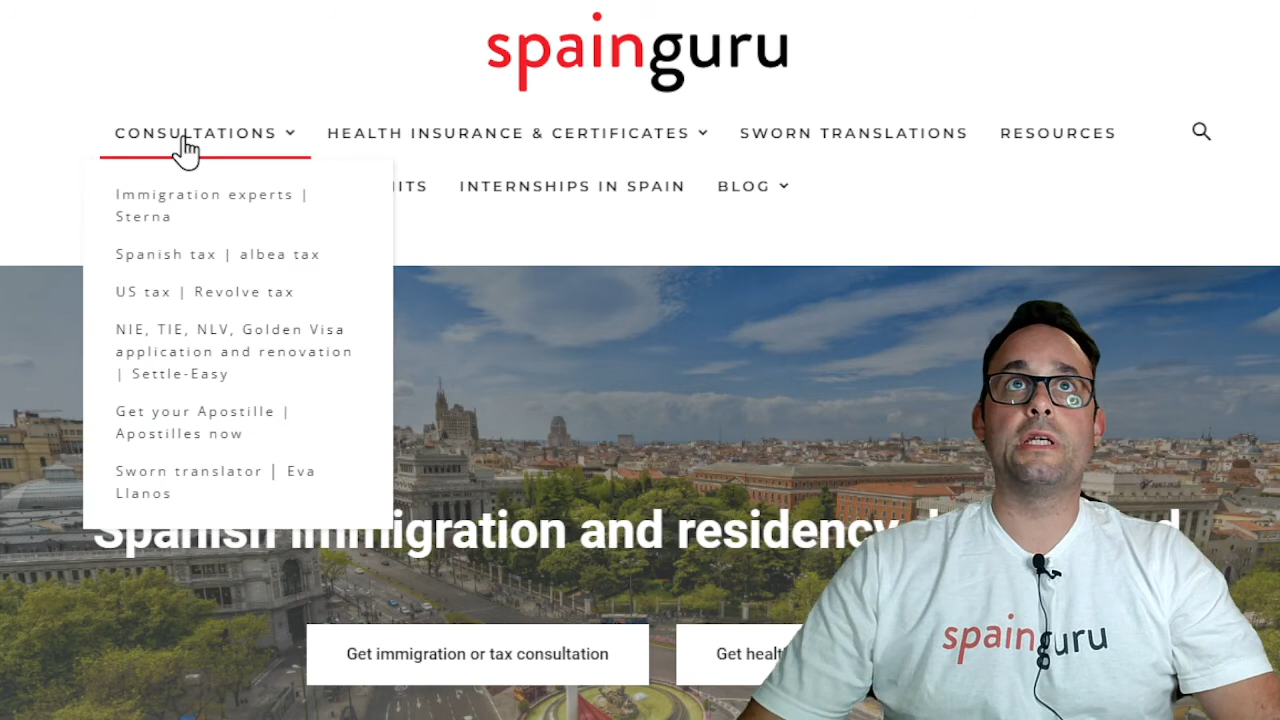 spainguru
CONSULTATIONS
HEALTH INSURANCE & CERTIFICATES
SWORN TRANSLATIONS
RESOURCES
INTERNSHIPS IN SPAIN
BLOG
Immigration experts |
Sterna
Spanish tax | albea tax
US tax | Revolve tax
NIE, TIE, NLV, Golden Visa
application and renovation
| Settle-Easy
Get your Apostille |
Apostilles now
Sworn translator | Eva
Llanos
Spanish immigration and residency
Get immigration or tax consultation
Get
spainguru